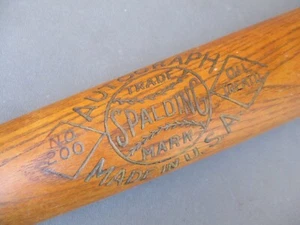 AUTOGRAPH
TRADE
SPALDING
MARK
NO.
200
MADE IN U.S.A.